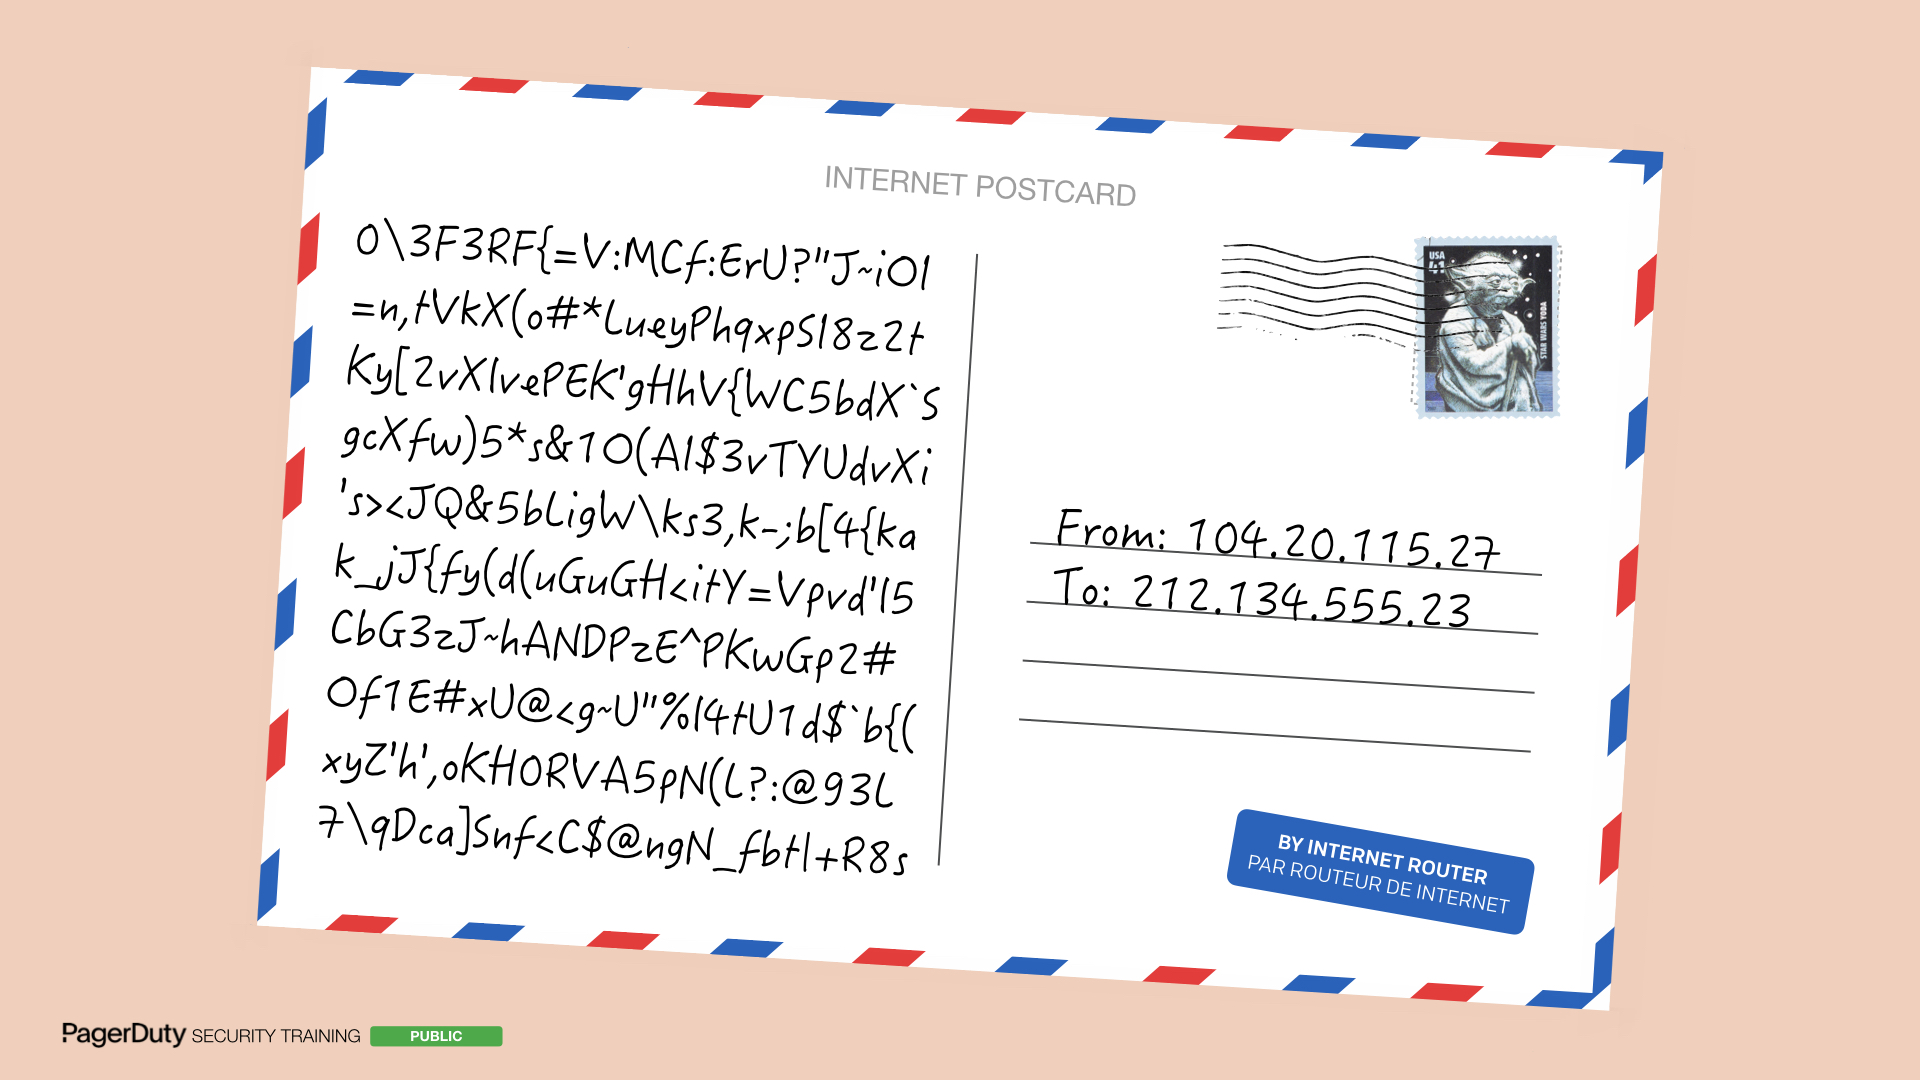 INTERNET POSTCARD
0\3F3RF{=V:MCf:ErU?"J~iOl
=n,tVkX(o#*LueyPhqxpSl8z2t
Ky[2vXlvePEK'gHhV{WC5bdX`S
gcXfw)5*s&1O(Al$3vTYUdvXi
's><JQ&5bLigW\ks3,k-;b[4{ka
k_jJ{fy(d(uGuGH<itY=Vpvd'l5
CbG3zJ~hANDPzE^PKwGp2#
Of1E#xU@<g~U"%l4tU1d$`b{(
xyZ'h',oKH0RVA5pN(L?:@93L
7\qDca]Snf<C$@ngN_fbtl+R8s
USA
41
STAR WARS YODA
From: 104.20.115.27
To: 212.134.555.23
BY INTERNET ROUTER
PAR ROUTEUR DE INTERNET
PagerDuty SECURITY TRAINING PUBLIC